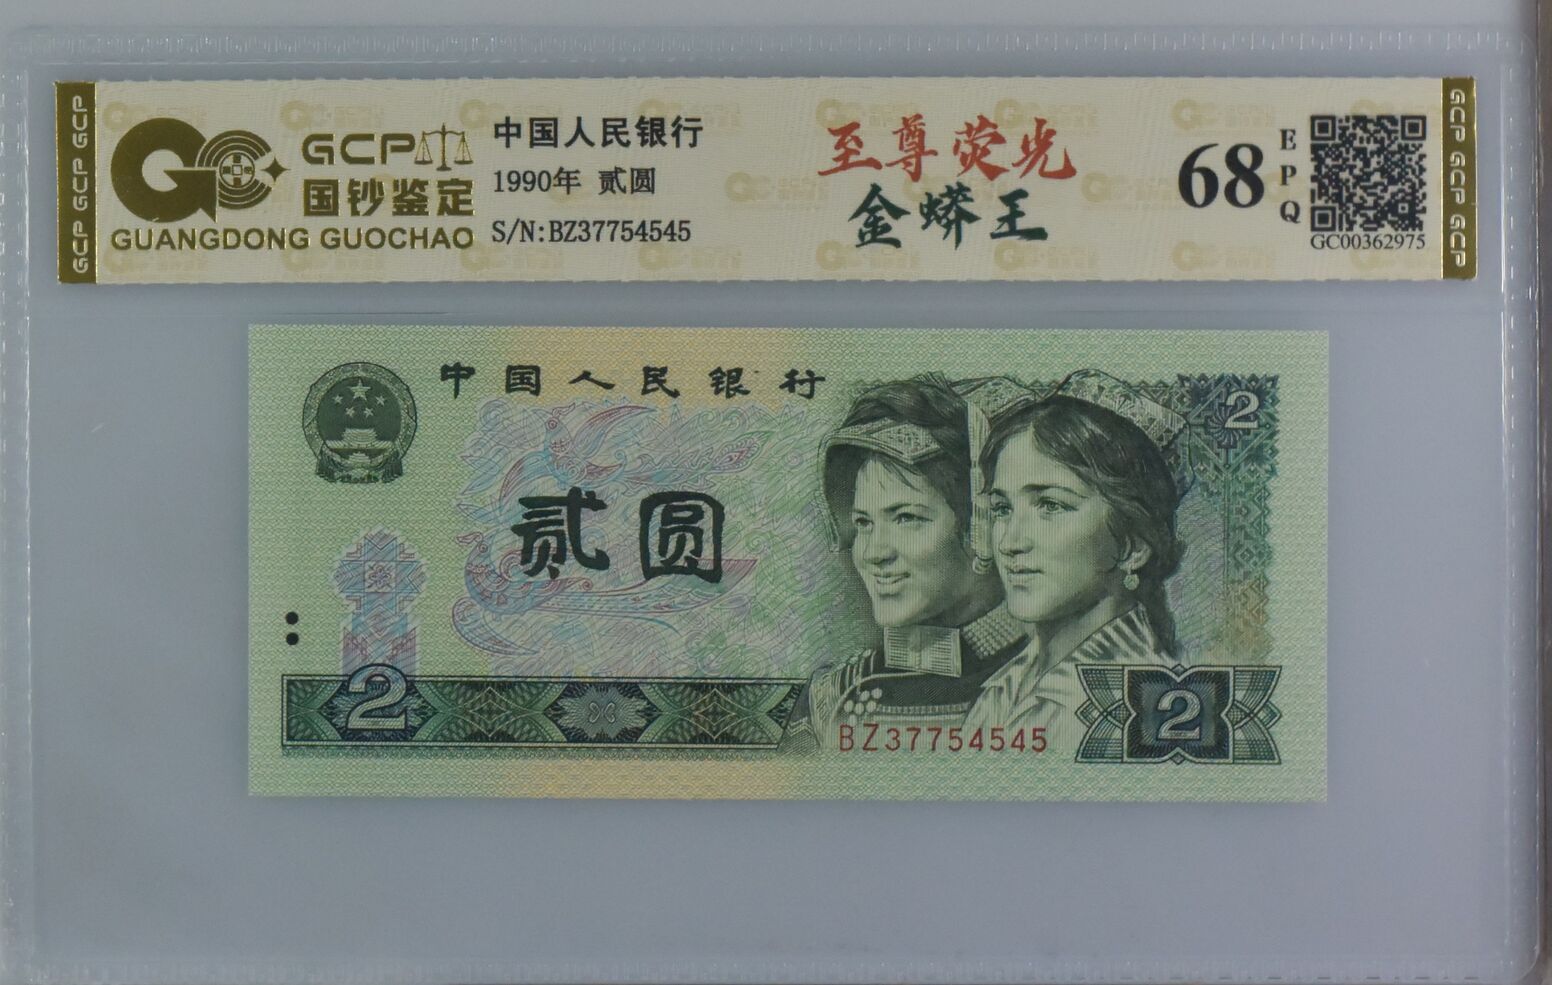 GCP GCP GCP
GCP
国钞鉴定
GUANGDONG GUOCHAO
中国人民银行
1990年 贰圆
S/N:BZ37754545
至尊荧光
金蟒王
68
EPQ
GC00362975
GCP GCP GCP
中国人民银行
2
贰圆
2
2
BZ37754545